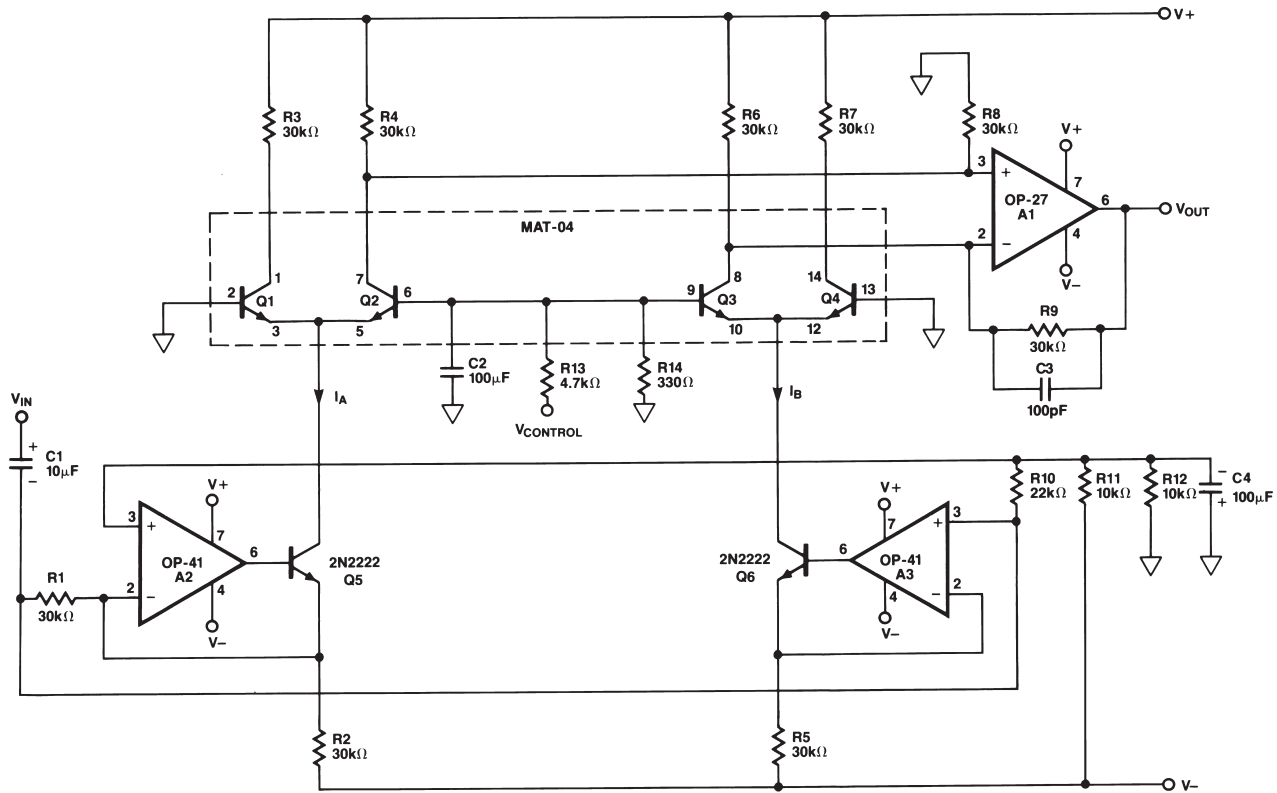 V+
R3
30kΩ
R4
30kΩ
R6
30kΩ
R7
30kΩ
R8
30kΩ
V+
3
+
7
OP-27
A1
6
VOUT
2
−
4
V−
MAT-04
1
2
Q1
3
7
Q2
6
5
8
9
Q3
10
14
Q4
13
12
R9
30kΩ
C3
100pF
C2
100μF
R13
4.7kΩ
VCONTROL
R14
330Ω
IA
IB
VIN
+
C1
10μF
−
R10
22kΩ
R11
10kΩ
R12
10kΩ
−
C4
100μF
+
V+
3
+
7
OP-41
A2
6
2
−
4
V−
R1
30kΩ
2N2222
Q5
2N2222
Q6
V+
7
3
+
6
OP-41
A3
2
−
4
V−
R2
30kΩ
R5
30kΩ
V−